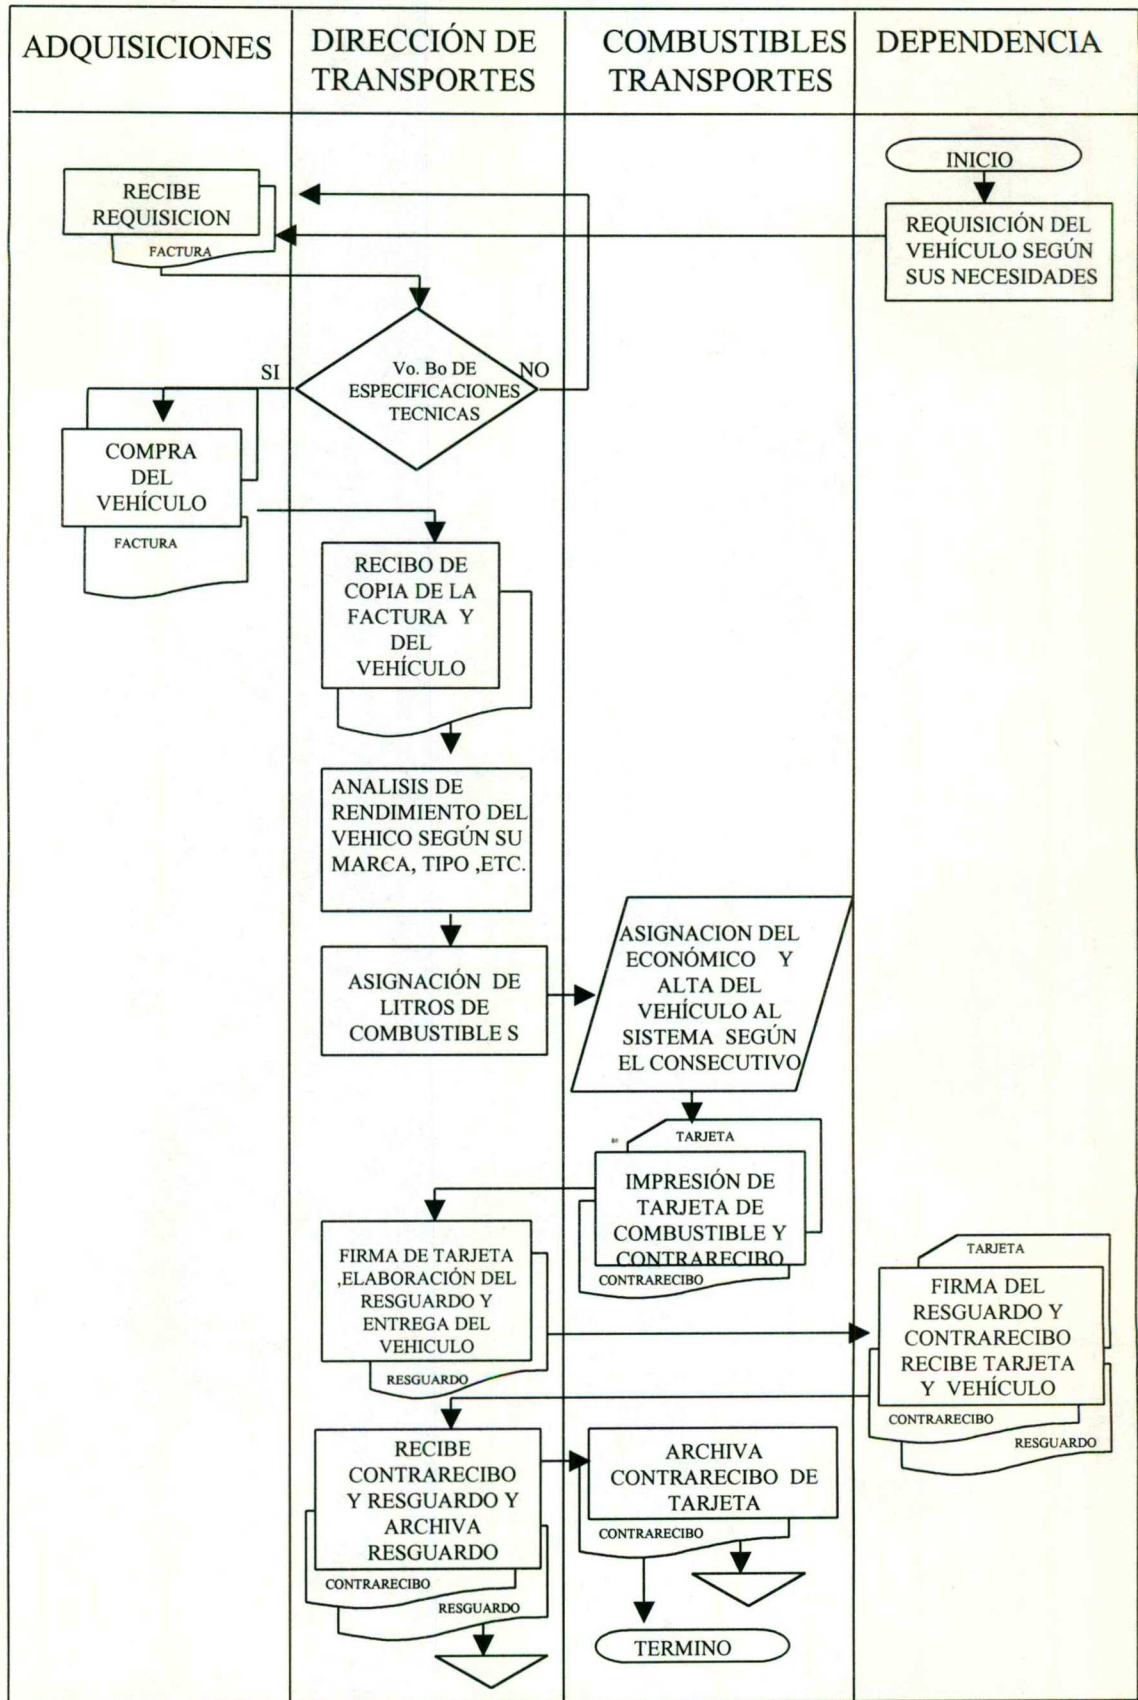 ADQUISICIONES
DIRECCIÓN DE
TRANSPORTES
COMBUSTIBLES
TRANSPORTES
DEPENDENCIA
INICIO
REQUISICIÓN DEL
VEHÍCULO SEGÚN
SUS NECESIDADES
RECIBE
REQUISICION
FACTURA
Vo. Bo DE
ESPECIFICACIONES
TECNICAS
SI
NO
COMPRA
DEL
VEHÍCULO
FACTURA
RECIBO DE
COPIA DE LA
FACTURA Y
DEL
VEHÍCULO
ANALISIS DE
RENDIMIENTO DEL
VEHICO SEGÚN SU
MARCA, TIPO ,ETC.
ASIGNACIÓN DE
LITROS DE
COMBUSTIBLE S
ASIGNACION DEL
ECONÓMICO Y
ALTA DEL
VEHÍCULO AL
SISTEMA SEGÚN
EL CONSECUTIVO
TARJETA
IMPRESIÓN DE
TARJETA DE
COMBUSTIBLE Y
CONTRARECIBO
CONTRARECIBO
FIRMA DE TARJETA
,ELABORACIÓN DEL
RESGUARDO Y
ENTREGA DEL
VEHICULO
RESGUARDO
TARJETA
FIRMA DEL
RESGUARDO Y
CONTRARECIBO
RECIBE TARJETA
Y VEHÍCULO
CONTRARECIBO
RESGUARDO
RECIBE
CONTRARECIBO
Y RESGUARDO Y
ARCHIVA
RESGUARDO
CONTRARECIBO
RESGUARDO
ARCHIVA
CONTRARECIBO DE
TARJETA
CONTRARECIBO
TERMINO